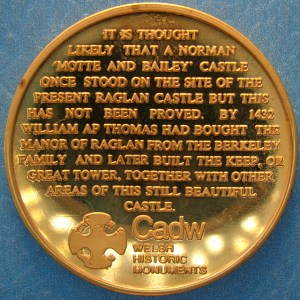 IT IS THOUGHT
LIKELY THAT A NORMAN
'MOTTE AND BAILEY' CASTLE
ONCE STOOD ON THE SITE OF THE
PRESENT RAGLAN CASTLE BUT THIS
HAS NOT BEEN PROVED. BY 1432
WILLIAM AP THOMAS HAD BOUGHT THE
MANOR OF RAGLAN FROM THE BERKELEY
FAMILY AND LATER BUILT THE KEEP, OR
GREAT TOWER, TOGETHER WITH OTHER
AREAS OF THIS STILL BEAUTIFUL
CASTLE.
Cadw
WELSH
HISTORIC
MONUMENTS